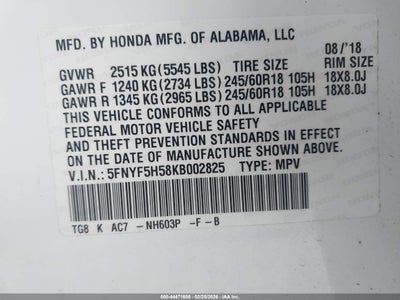 MFD. BY HONDA MFG. OF ALABAMA, LLC
08/'18
GVWR 2515 KG(5545 LBS) TIRE SIZE RIM SIZE
GAWR F 1240 KG(2734 LBS) 245/60R18 105H 18X8.0J
GAWR R 1345 KG(2965 LBS) 245/60R18 105H 18X8.0J
THIS VEHICLE CONFORMS TO ALL APPLICABLE
FEDERAL MOTOR VEHICLE SAFETY
AND THEFT PREVENTION STANDARDS IN EFFECT
ON THE DATE OF MANUFACTURE SHOWN ABOVE.
V.I.N.: 5FNYF5H58KB002825 TYPE: MPV
TG8 K AC7 -NH603P -F-B